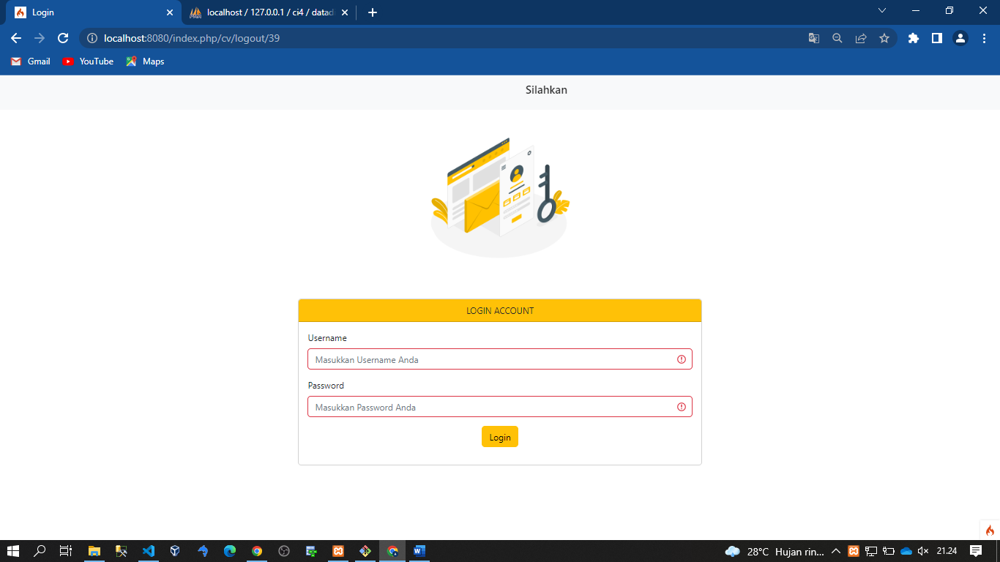 Login
localhost / 127.0.0.1 / ci4 / datad
localhost:8080/index.php/cv/logout/39
Gmail
YouTube
Maps
Silahkan
LOGIN ACCOUNT
Username
Masukkan Username Anda
Password
Masukkan Password Anda
Login
28°C Hujan rin...
21.24